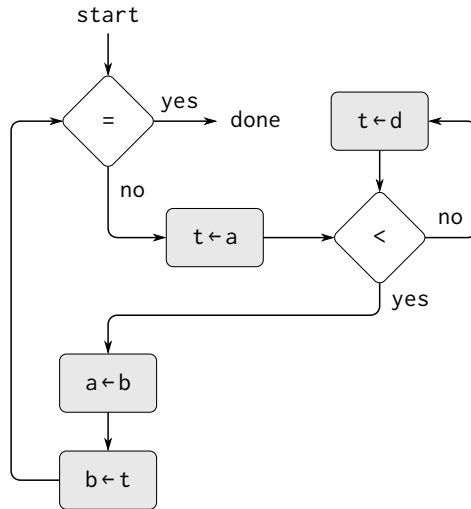 start
=
yes
done
no
t←a
t←d
<
no
yes
a←b
b←t